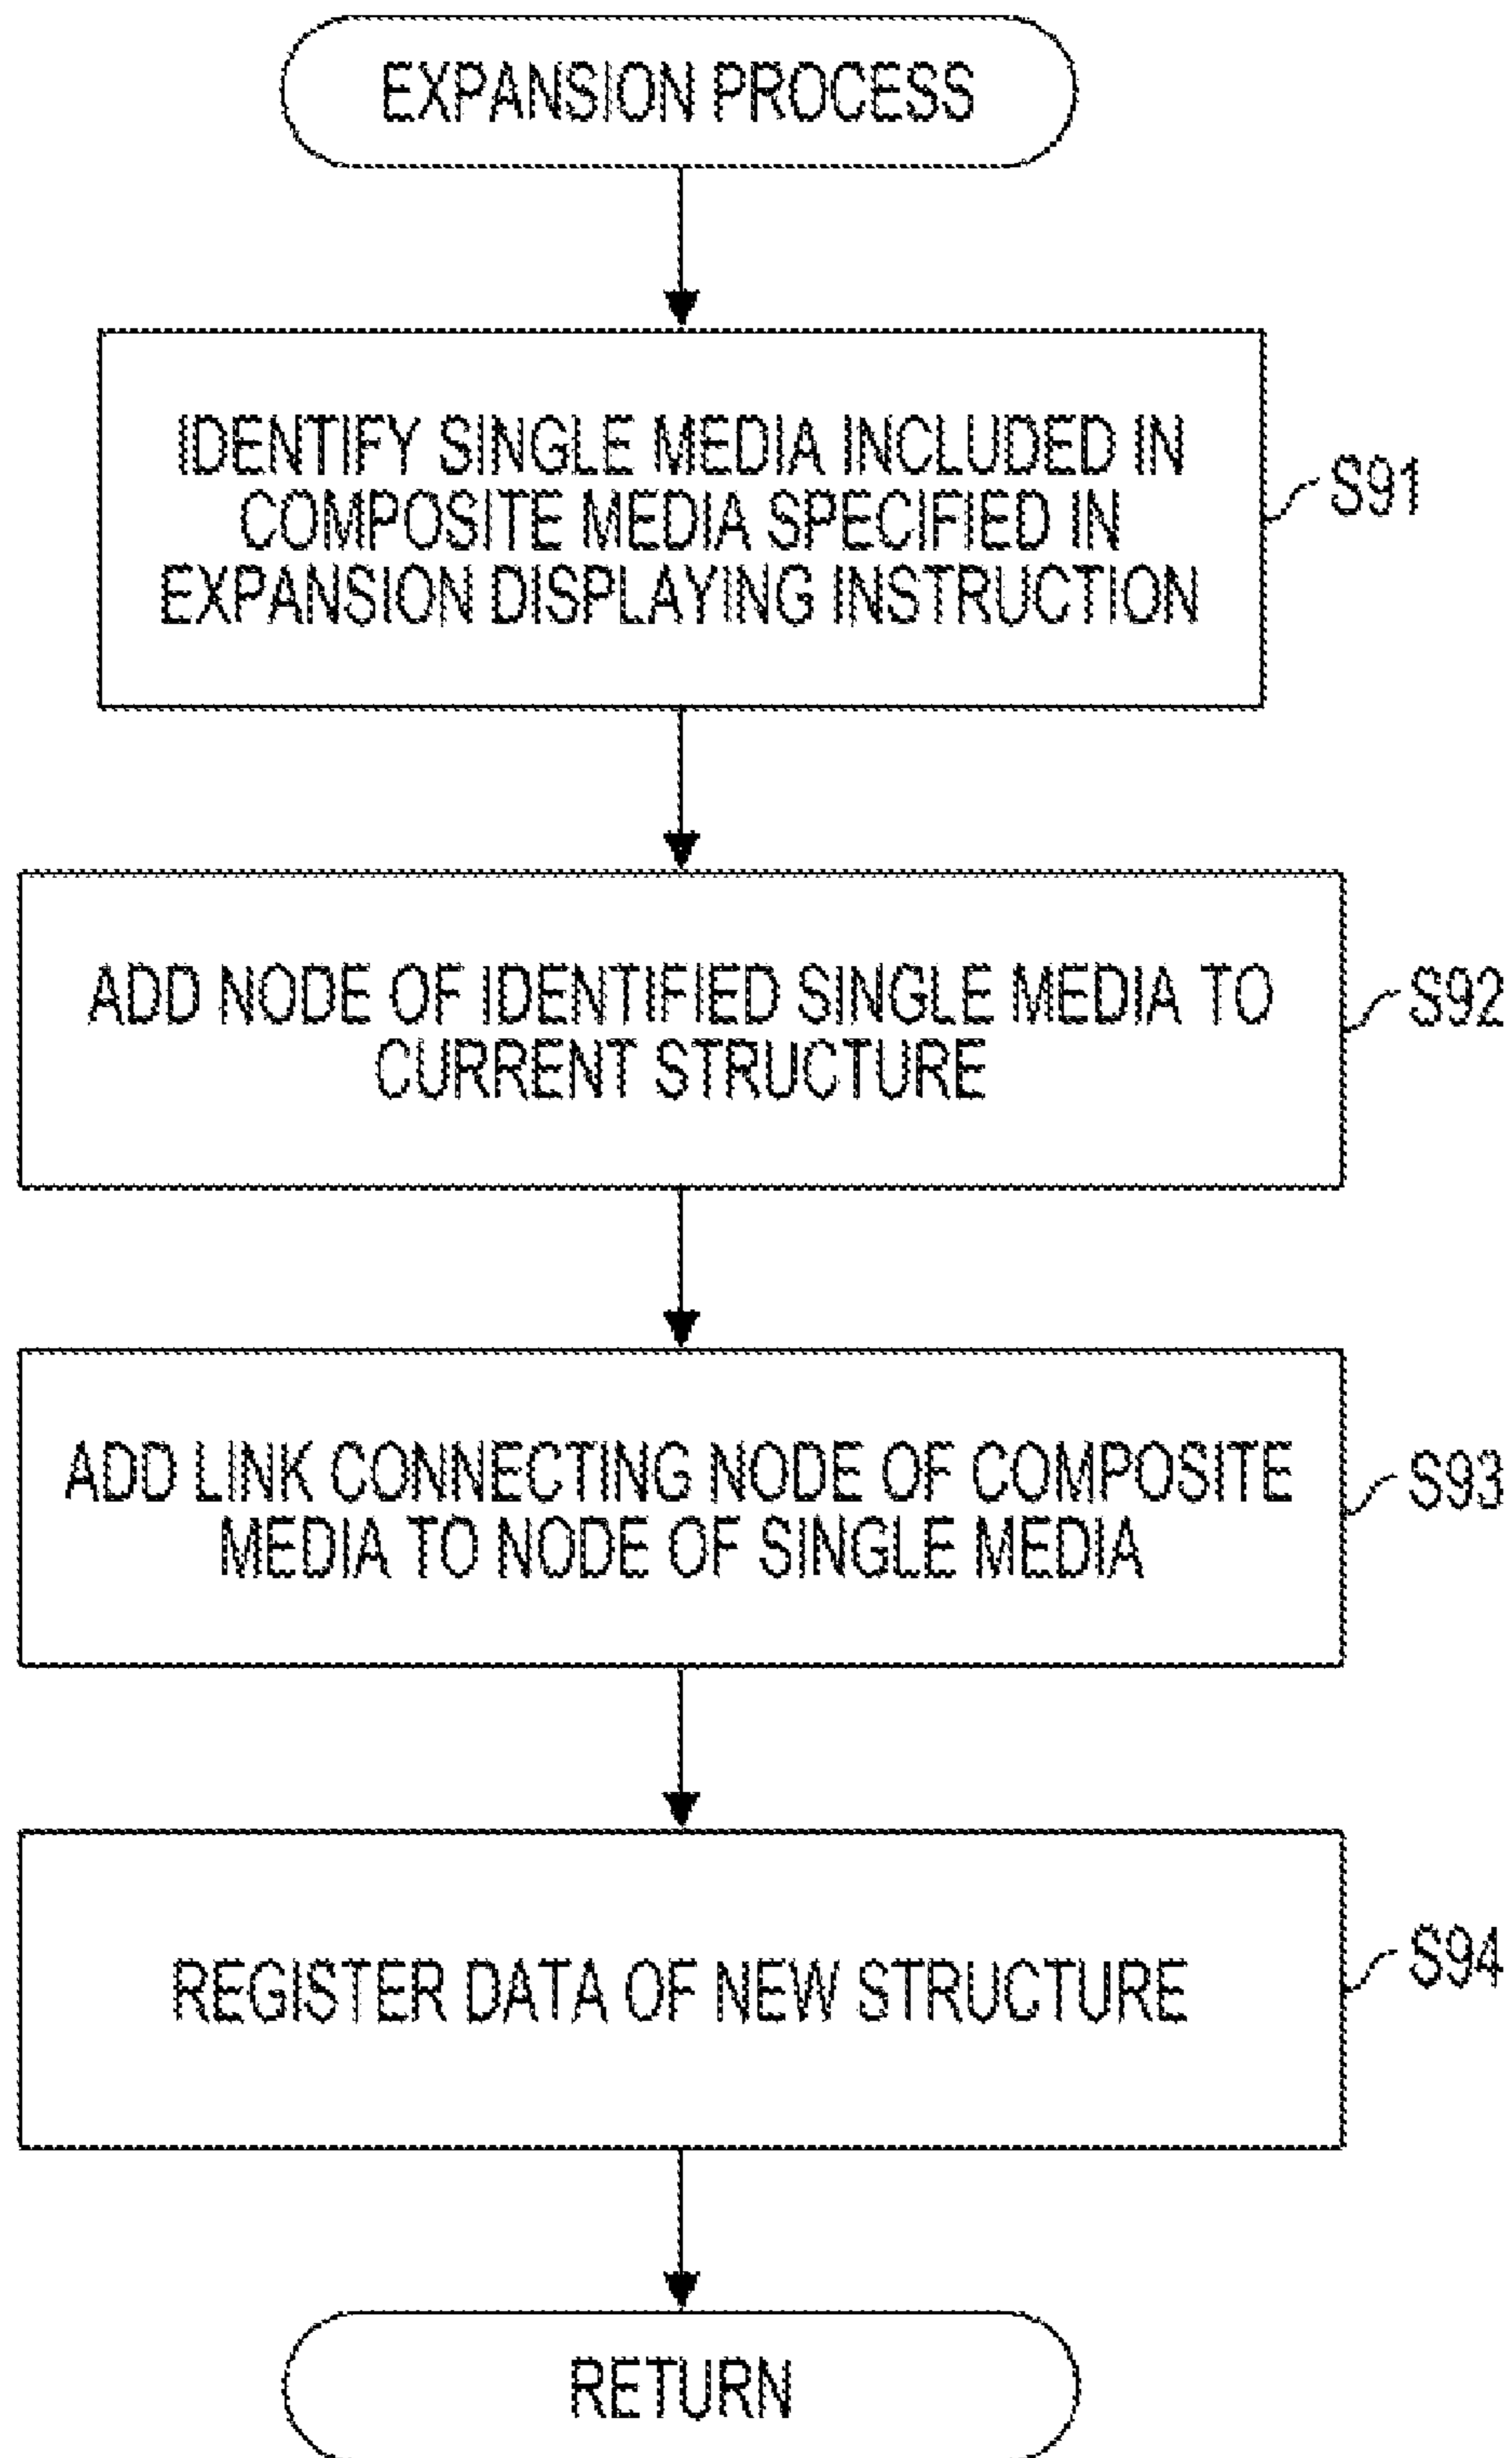 EXPANSION PROCESS
IDENTIFY SINGLE MEDIA INCLUDED IN
COMPOSITE MEDIA SPECIFIED IN
EXPANSION DISPLAYING INSTRUCTION
S91
ADD NODE OF IDENTIFIED SINGLE MEDIA TO
CURRENT STRUCTURE
S92
ADD LINK CONNECTING NODE OF COMPOSITE
MEDIA TO NODE OF SINGLE MEDIA
S93
REGISTER DATA OF NEW STRUCTURE
S94
RETURN